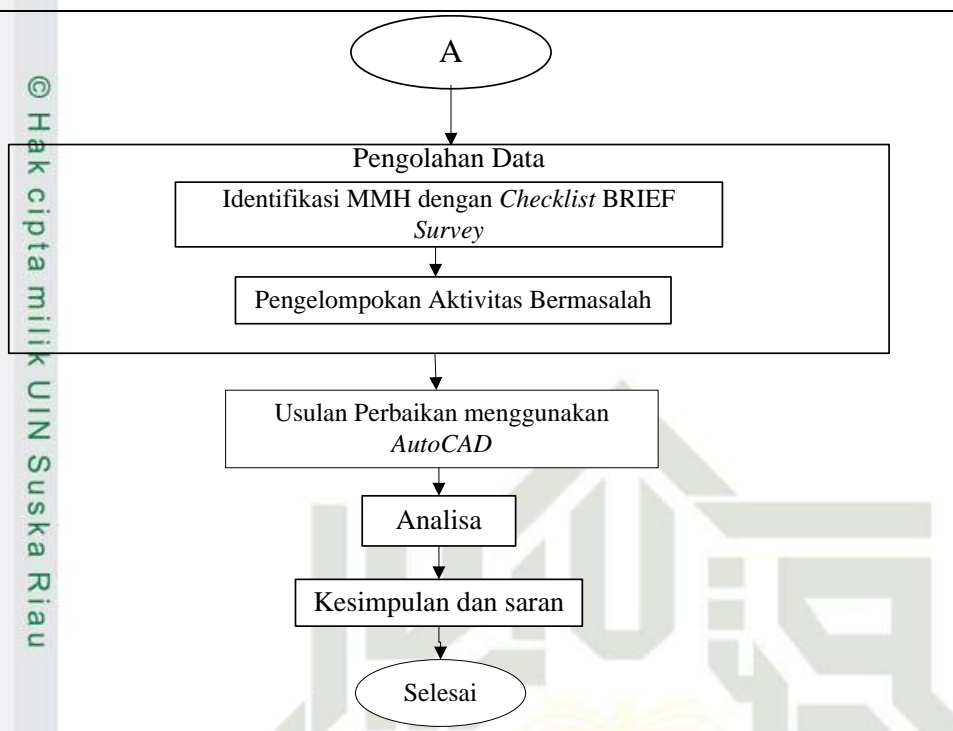 A
Pengolahan Data
Identifikasi MMH dengan Checklist BRIEF
Survey
Pengelompokan Aktivitas Bermasalah
Usulan Perbaikan menggunakan
AutoCAD
Analisa
Kesimpulan dan saran
Selesai
© Hak cipta milik UIN Suska Riau